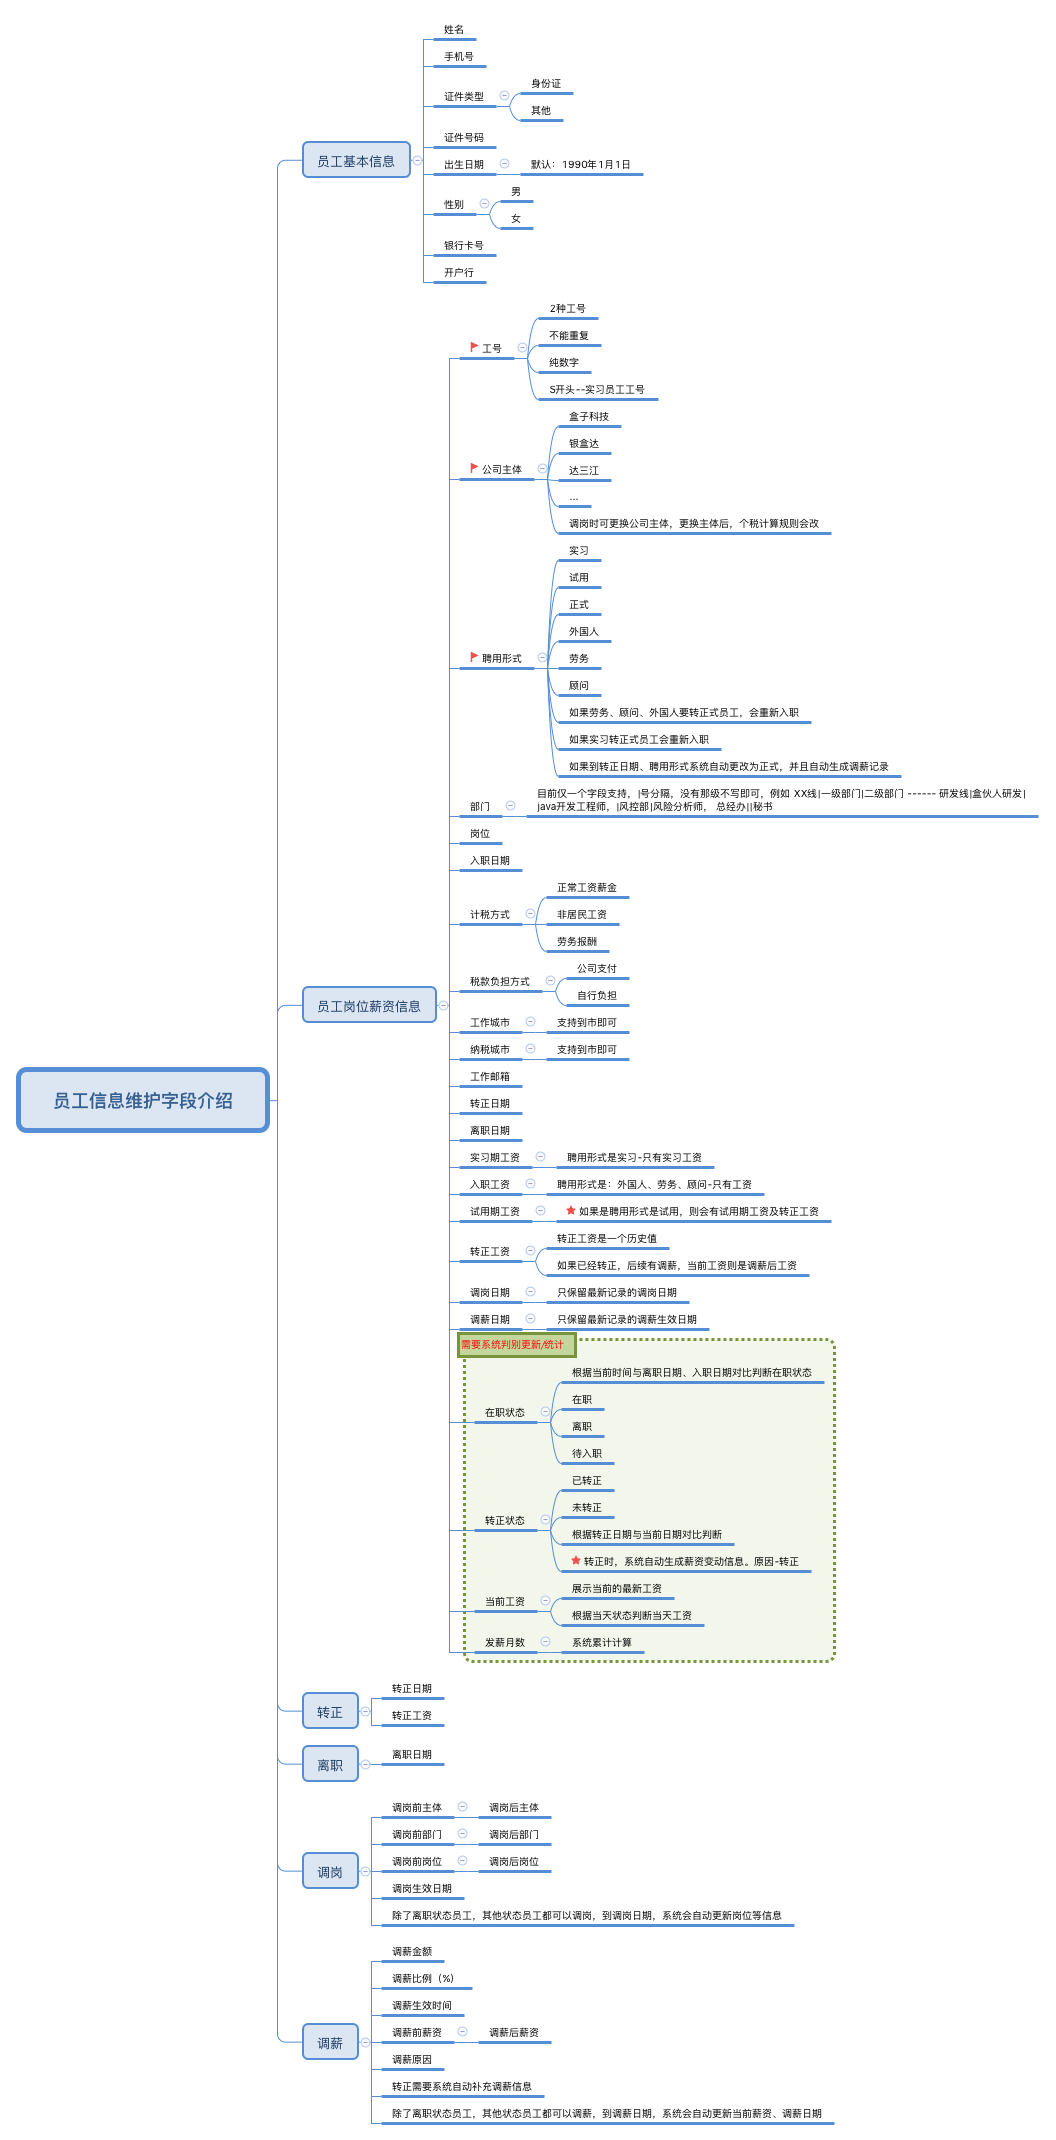 员工信息维护字段介绍
员工基本信息
姓名
手机号
证件类型
身份证
其他
证件号码
出生日期
默认：1990年1月1日
性别
男
女
银行卡号
开户行
员工岗位薪资信息
工号
2种工号
不能重复
纯数字
S开头--实习员工工号
公司主体
盒子科技
银盒达
达三江
...
调岗时可更换公司主体，更换主体后，个税计算规则会改
聘用形式
实习
试用
正式
外国人
劳务
顾问
如果劳务、顾问、外国人要转正式员工，会重新入职
如果实习转正式员工会重新入职
如果到转正日期、聘用形式系统自动更改为正式，并且自动生成调薪记录
部门
目前仅一个字段支持，|号分隔，没有那级不写即可，例如 XX线|一级部门|二级部门 ------ 研发线|盒伙人研发|
java开发工程师，|风控部|风险分析师， 总经办||秘书
岗位
入职日期
计税方式
正常工资薪金
非居民工资
劳务报酬
税款负担方式
公司支付
自行负担
工作城市
支持到市即可
纳税城市
支持到市即可
工作邮箱
转正日期
离职日期
实习期工资
聘用形式是实习-只有实习工资
入职工资
聘用形式是：外国人、劳务、顾问-只有工资
试用期工资
如果是聘用形式是试用，则会有试用期工资及转正工资
转正工资
转正工资是一个历史值
如果已经转正，后续有调薪，当前工资则是调薪后工资
调岗日期
只保留最新记录的调岗日期
调薪日期
只保留最新记录的调薪生效日期
需要系统判别更新/统计
在职状态
根据当前时间与离职日期、入职日期对比判断在职状态
在职
离职
待入职
转正状态
已转正
未转正
根据转正日期与当前日期对比判断
转正时，系统自动生成薪资变动信息。原因-转正
当前工资
展示当前的最新工资
根据当天状态判断当天工资
发薪月数
系统累计计算
转正
转正日期
转正工资
离职
离职日期
调岗
调岗前主体
调岗后主体
调岗前部门
调岗后部门
调岗前岗位
调岗后岗位
调岗生效日期
除了离职状态员工，其他状态员工都可以调岗，到调岗日期，系统会自动更新岗位等信息
调薪
调薪金额
调薪比例（%）
调薪生效时间
调薪前薪资
调薪后薪资
调薪原因
转正需要系统自动补充调薪信息
除了离职状态员工，其他状态员工都可以调薪，到调薪日期，系统会自动更新当前薪资、调薪日期